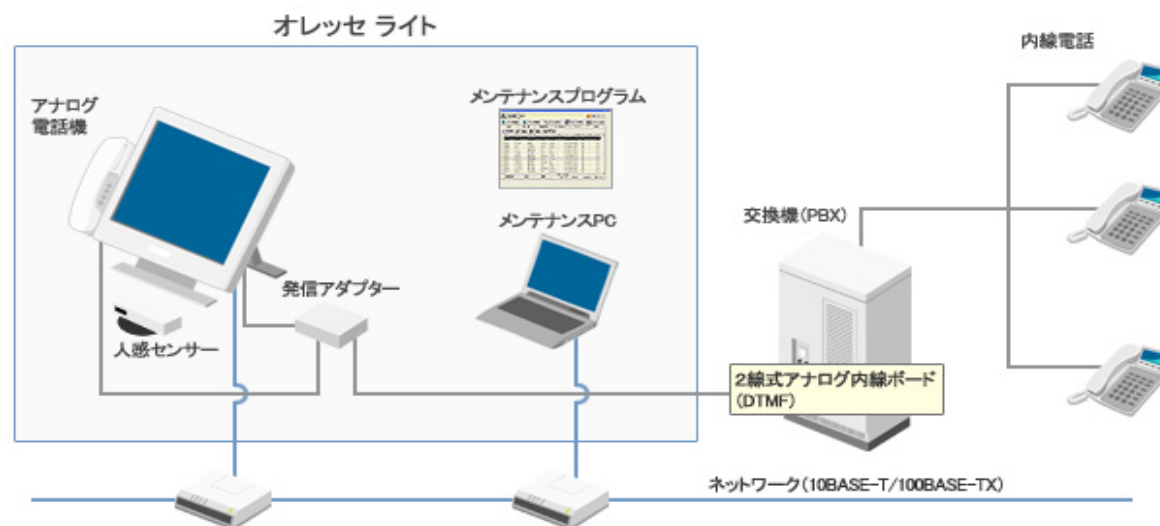 オレッセ ライト
アナログ
電話機
メンテナンスプログラム
内線電話
メンテナンスPC
交換機(PBX)
発信アダプター
人感センサー
2線式アナログ内線ボード
(DTMF)
ネットワーク(10BASE-T/100BASE-TX)